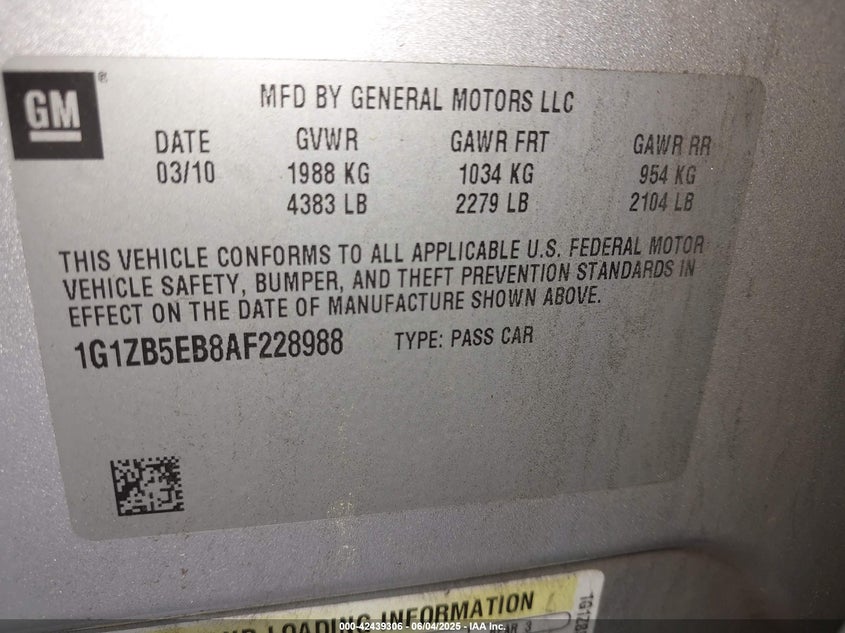 GM ®
MFD BY GENERAL MOTORS LLC
DATE GVWR GAWR FRT GAWR RR
03/10 1988 KG 1034 KG 954 KG
4383 LB 2279 LB 2104 LB
THIS VEHICLE CONFORMS TO ALL APPLICABLE U.S. FEDERAL MOTOR
VEHICLE SAFETY, BUMPER, AND THEFT PREVENTION STANDARDS IN
EFFECT ON THE DATE OF MANUFACTURE SHOWN ABOVE.
1G1ZB5EB8AF228988 TYPE: PASS CAR
LOADING INFORMATION
1G1ZB
000-42439306 - 06/04/2025 - IAA, Inc.